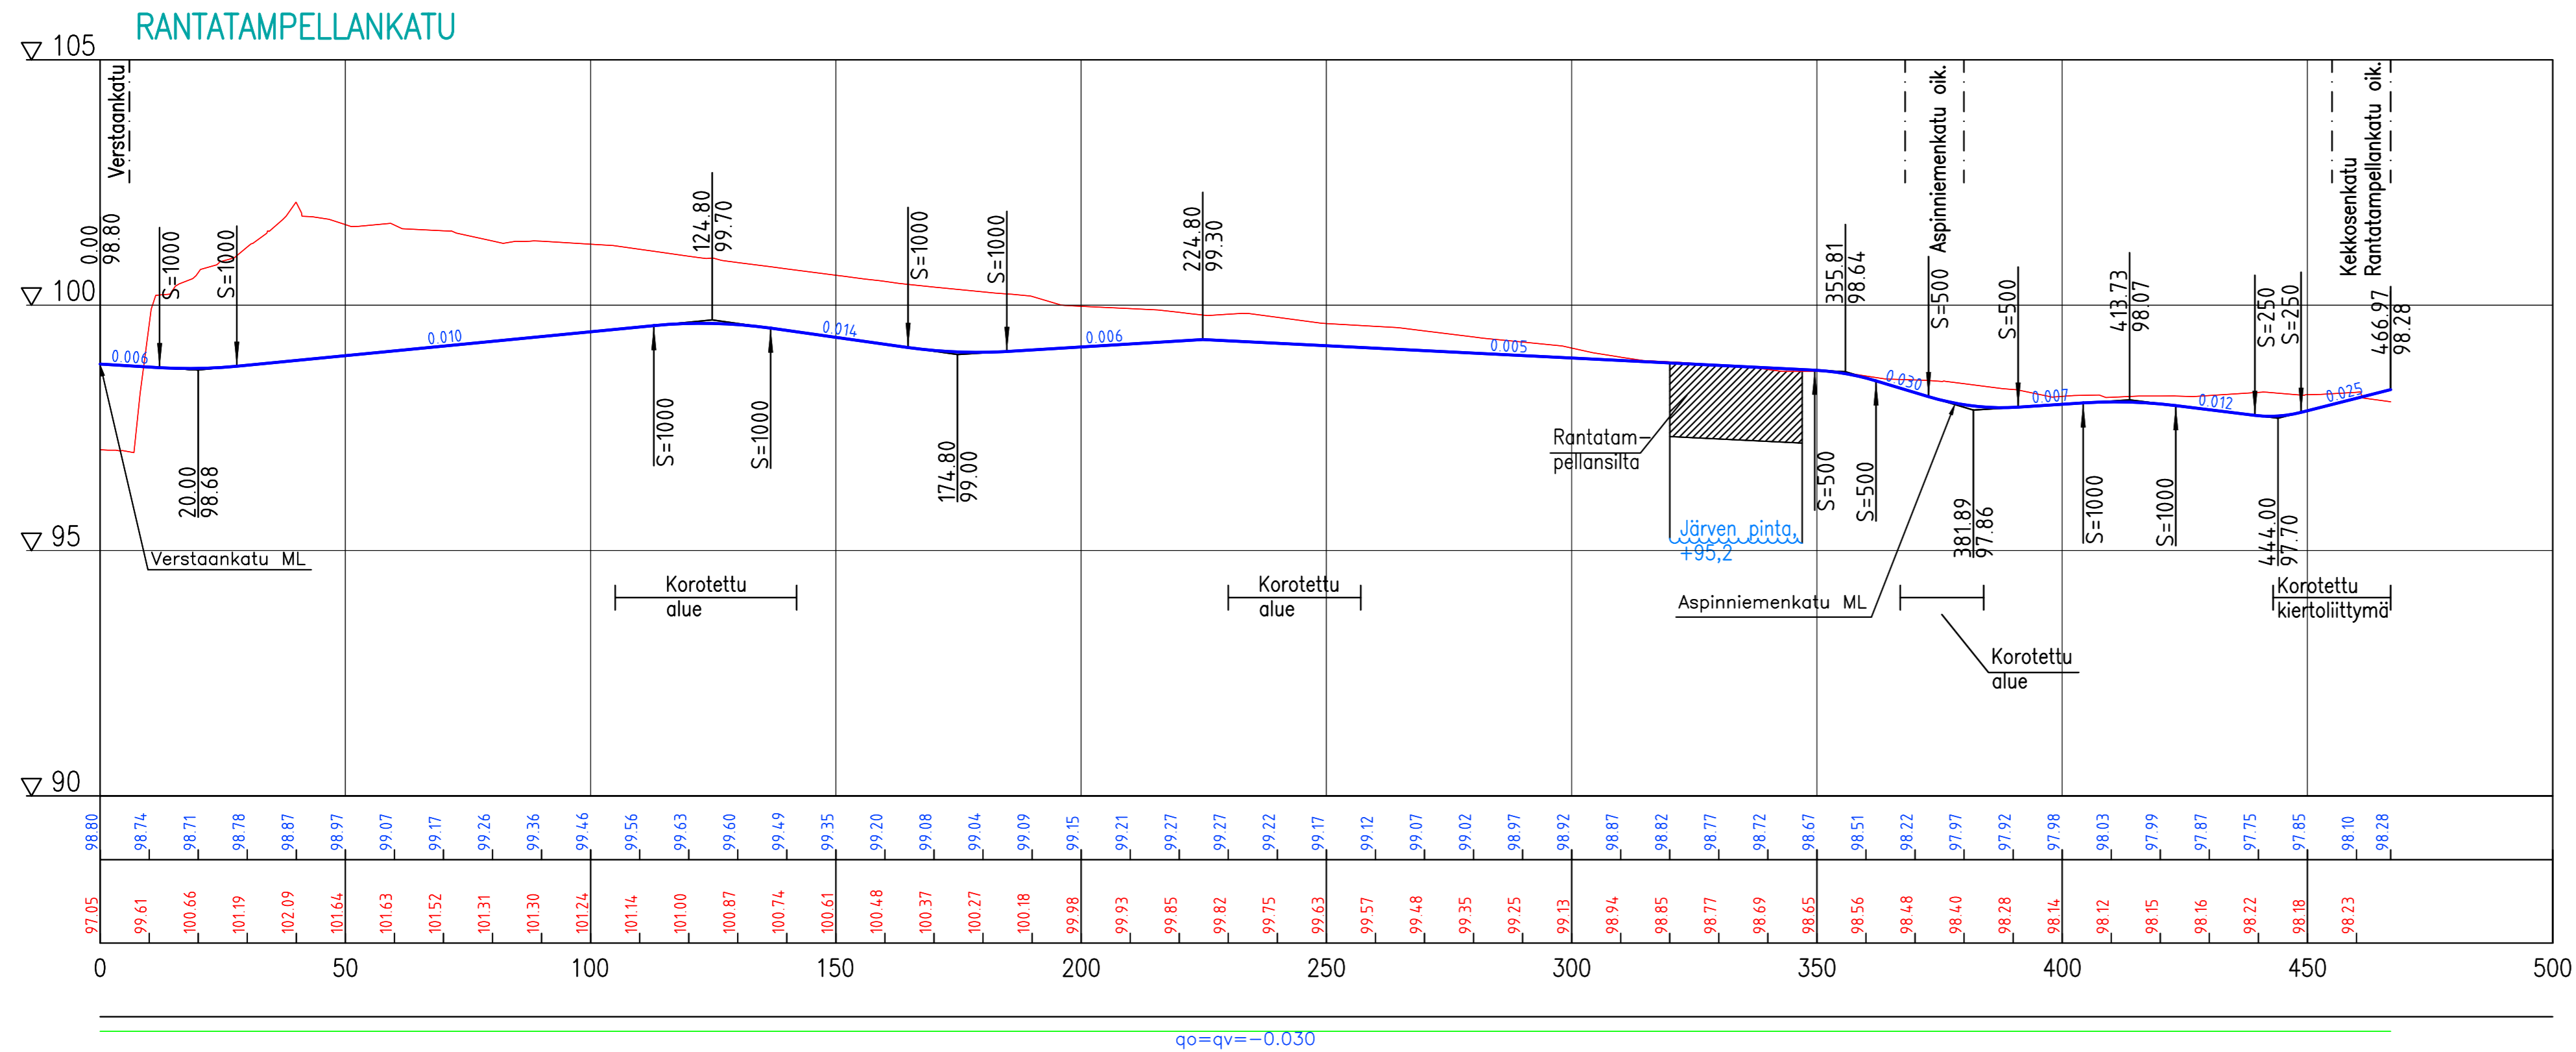 RANTATAMPELLANKATU
105
100
95
90
Verstaankatu
0.00
98.80
S=1000
S=1000
20.00
98.68
Verstaankatu ML
S=1000
124.80
99.70
S=1000
S=1000
174.80
99.00
S=1000
224.80
99.30
Rantatam-
pellansilta
Järven pinta,
+95,2
S=500
355.81
98.64
S=500
S=500
Aspinniemenkatu oik.
Aspinniemenkatu ML
381.89
97.86
S=500
S=1000
413.73
98.07
S=1000
S=250
444.00
97.70
S=250
Kekkosenkatu
Rantatampellankatu oik.
466.97
98.28
0.006
0.010
0.014
0.006
0.005
0.030
0.007
0.012
0.025
Korotettu
alue
Korotettu
alue
Korotettu
alue
Korotettu
kiertoliittymä
98.80 98.74 98.71 98.78 98.87 98.97 99.07 99.17 99.26 99.36 99.46 99.56 99.63 99.60 99.49 99.35 99.20 99.08 99.04 99.09 99.15 99.21 99.27 99.27 99.22 99.17 99.12 99.07 99.02 98.97 98.92 98.87 98.82 98.77 98.72 98.67 98.51 98.22 97.97 97.92 97.98 98.03 97.99 97.87 97.75 97.85 98.10 98.28
97.05 99.61 100.66 101.19 102.09 101.64 101.63 101.52 101.31 101.30 101.24 101.14 101.00 100.87 100.74 100.61 100.48 100.37 100.27 100.18 99.98 99.93 99.85 99.82 99.75 99.63 99.57 99.48 99.35 99.25 99.13 98.94 98.85 98.77 98.69 98.65 98.56 98.48 98.40 98.28 98.14 98.12 98.15 98.16 98.22 98.18 98.23
0 50 100 150 200 250 300 350 400 450 500
qo=qv=-0.030